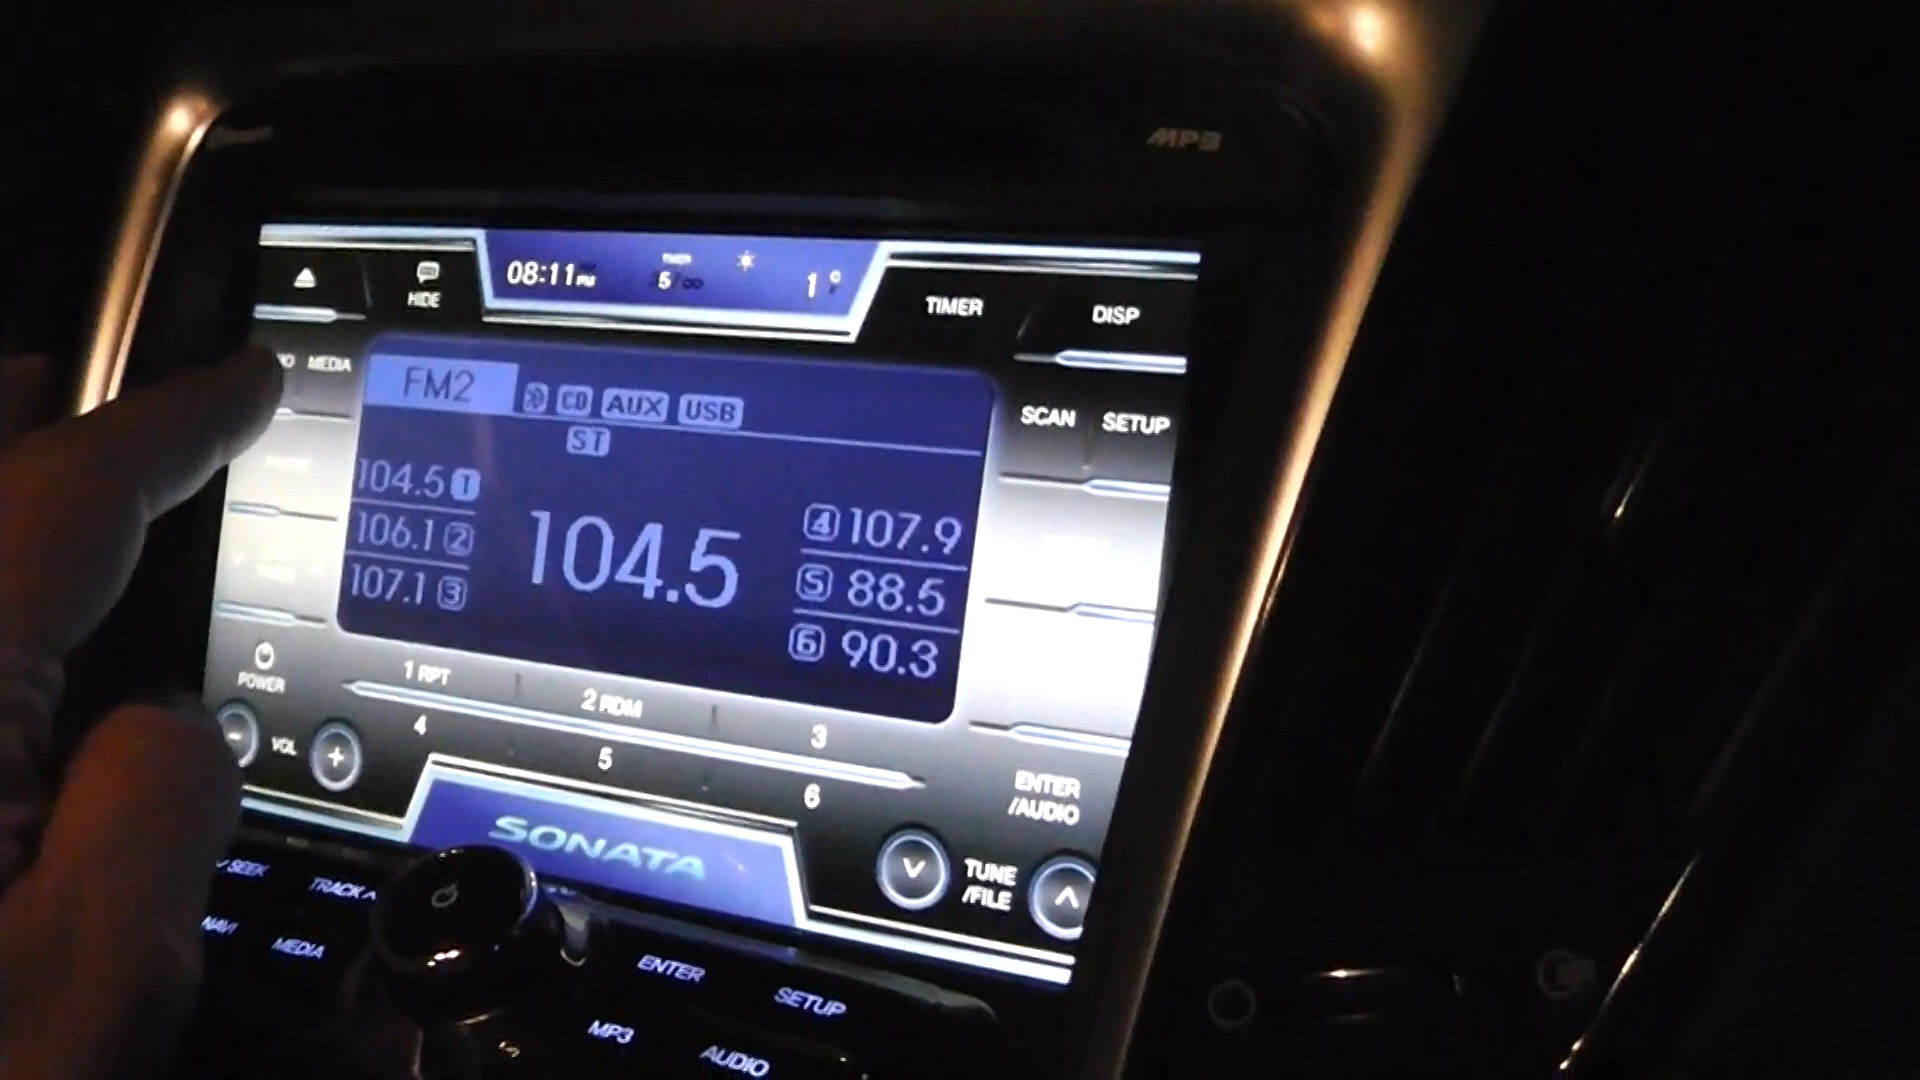 MP3
08:11PM
TIMER
5/∞
1 °
HIDE
TIMER
DISP
MEDIA
FM2
CD AUX USB
ST
SCAN SETUP
104.5 1
106.1 2
107.1 3
104.5
4 107.9
5 88.5
6 90.3
POWER
1 RPT
2 RDM
3
4
5
6
- VOL +
ENTER
/AUDIO
SONATA
TUNE
/FILE
SEEK
TRACK
NAVI
MEDIA
ENTER
SETUP
MP3
AUDIO